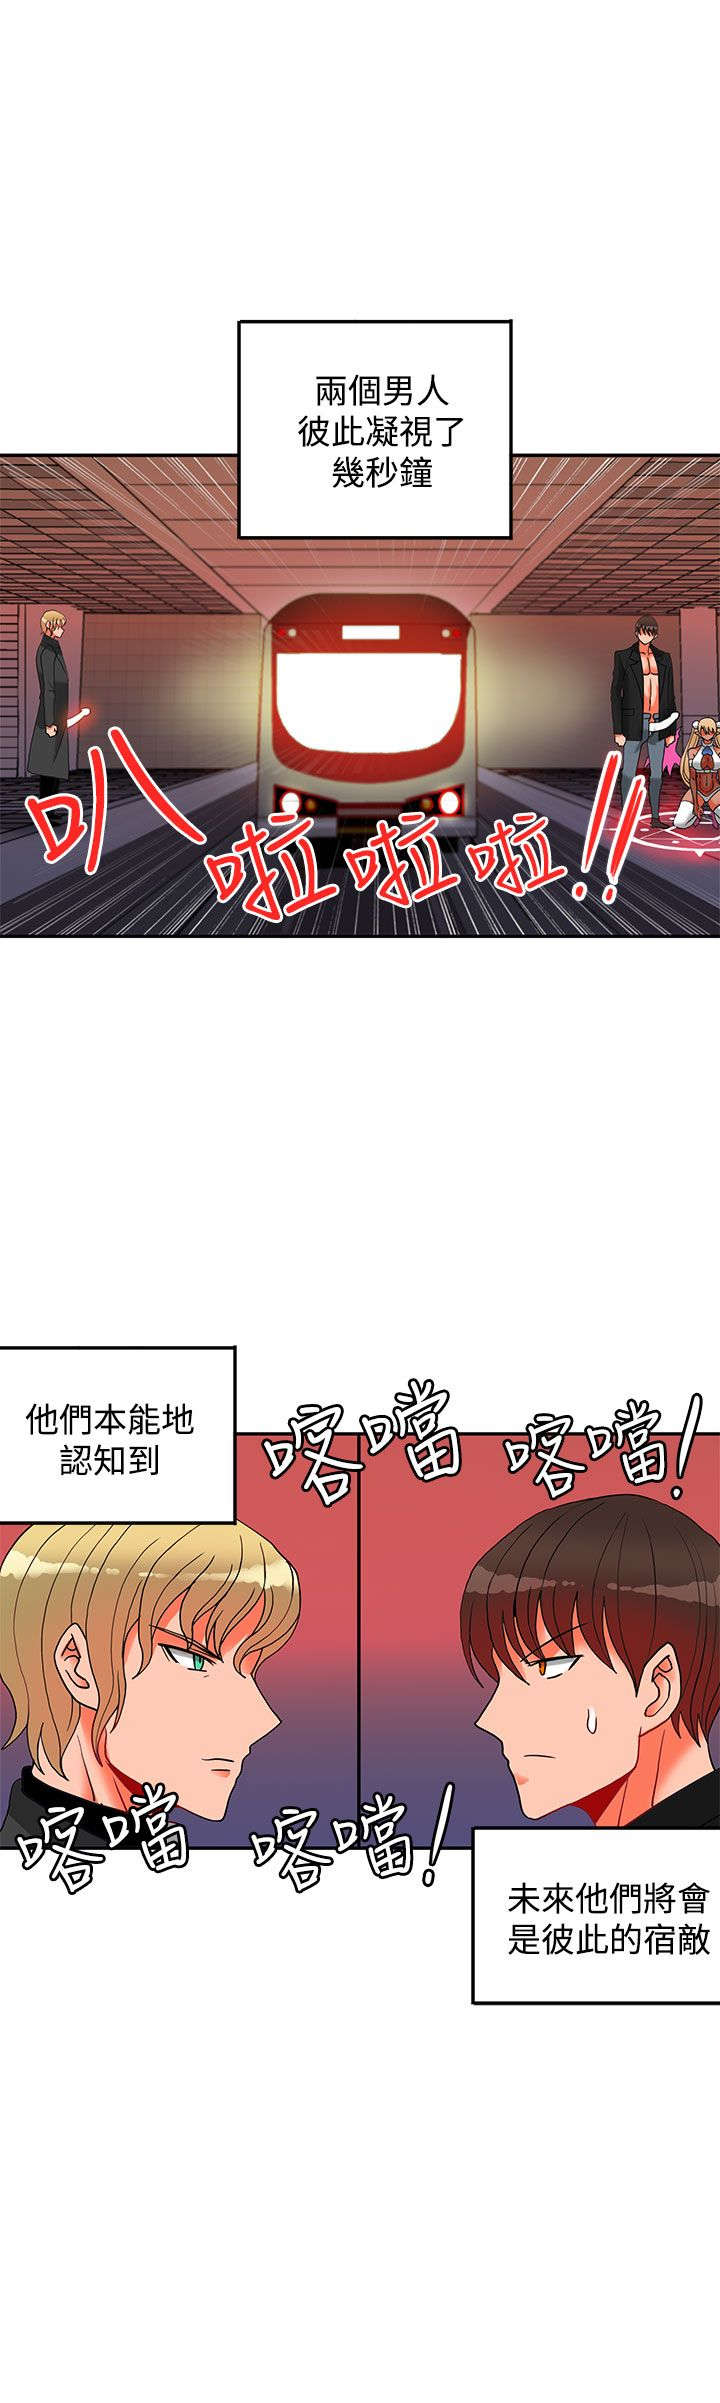 兩個男人
彼此凝視了
幾秒鐘
叭啦啦啦!!
他們本能地
認知到
喀噹 喀噹!
喀噹 喀噹!
未來他們將會
是彼此的宿敵